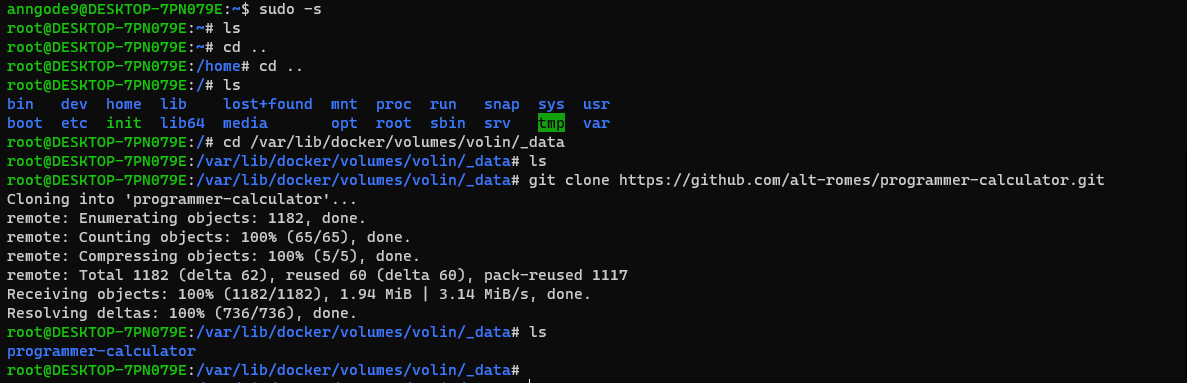 anngode9@DESKTOP-7PN079E:~$ sudo -s
root@DESKTOP-7PN079E:~# ls
root@DESKTOP-7PN079E:~# cd ..
root@DESKTOP-7PN079E:/home# cd ..
root@DESKTOP-7PN079E:/# ls
bin   dev  home  lib    lost+found  mnt  proc  run   snap  sys  usr
boot  etc  init  lib64  media       opt  root  sbin  srv   tmp  var
root@DESKTOP-7PN079E:/# cd /var/lib/docker/volumes/volin/_data
root@DESKTOP-7PN079E:/var/lib/docker/volumes/volin/_data# ls
root@DESKTOP-7PN079E:/var/lib/docker/volumes/volin/_data# git clone https://github.com/alt-romes/programmer-calculator.git
Cloning into 'programmer-calculator'...
remote: Enumerating objects: 1182, done.
remote: Counting objects: 100% (65/65), done.
remote: Compressing objects: 100% (5/5), done.
remote: Total 1182 (delta 62), reused 60 (delta 60), pack-reused 1117
Receiving objects: 100% (1182/1182), 1.94 MiB | 3.14 MiB/s, done.
Resolving deltas: 100% (736/736), done.
root@DESKTOP-7PN079E:/var/lib/docker/volumes/volin/_data# ls
programmer-calculator
root@DESKTOP-7PN079E:/var/lib/docker/volumes/volin/_data#